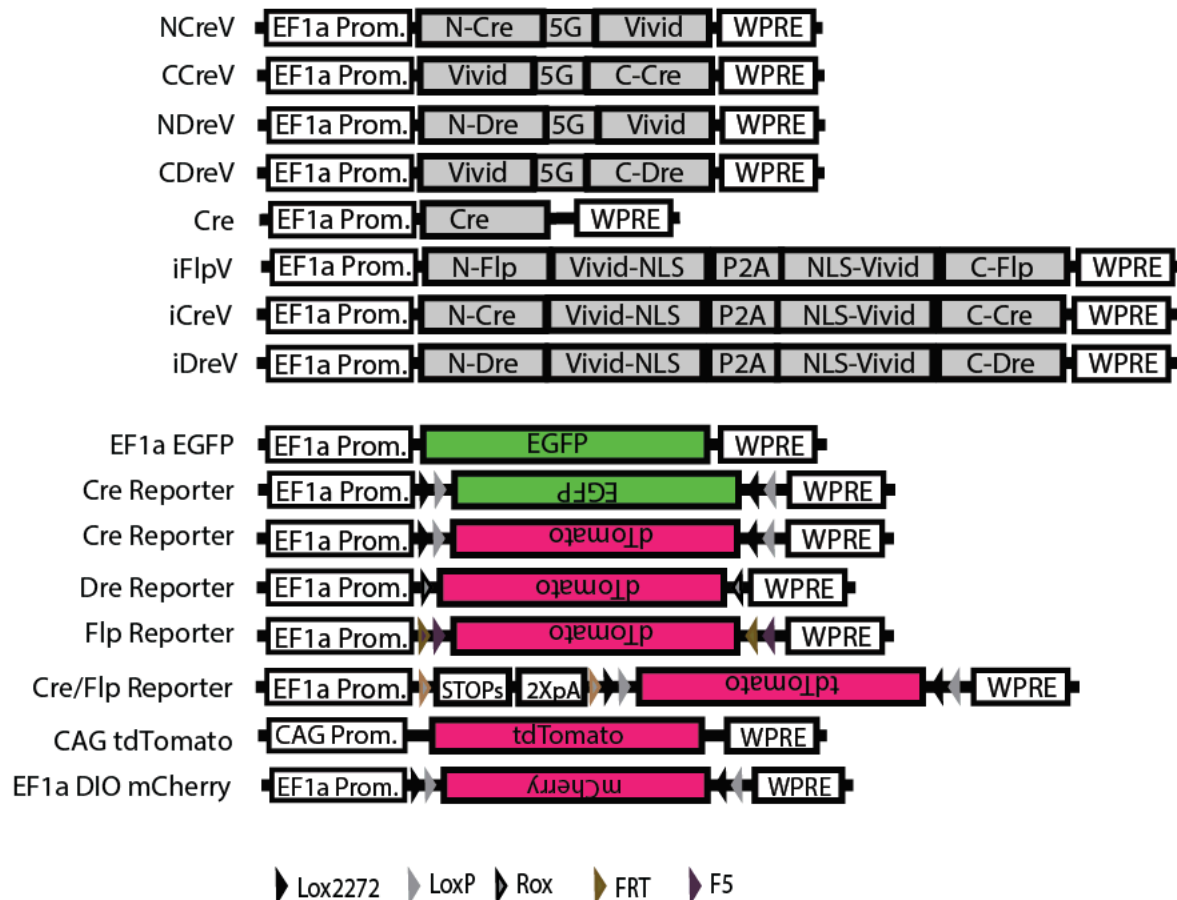 NCreV EF1a Prom. N-Cre 5G Vivid WPRE
CCreV EF1a Prom. Vivid 5G C-Cre WPRE
NDreV EF1a Prom. N-Dre 5G Vivid WPRE
CDreV EF1a Prom. Vivid 5G C-Dre WPRE
Cre EF1a Prom. Cre WPRE
iFlpV EF1a Prom. N-Flp Vivid-NLS P2A NLS-Vivid C-Flp WPRE
iCreV EF1a Prom. N-Cre Vivid-NLS P2A NLS-Vivid C-Cre WPRE
iDreV EF1a Prom. N-Dre Vivid-NLS P2A NLS-Vivid C-Dre WPRE
EF1a EGFP EF1a Prom. EGFP WPRE
Cre Reporter EF1a Prom. EGFP WPRE
Cre Reporter EF1a Prom. dTomato WPRE
Dre Reporter EF1a Prom. dTomato WPRE
Flp Reporter EF1a Prom. dTomato WPRE
Cre/Flp Reporter EF1a Prom. STOPs 2XpA tdTomato WPRE
CAG tdTomato CAG Prom. tdTomato WPRE
EF1a DIO mCherry EF1a Prom. mCherry WPRE
Lox2272 LoxP Rox FRT F5